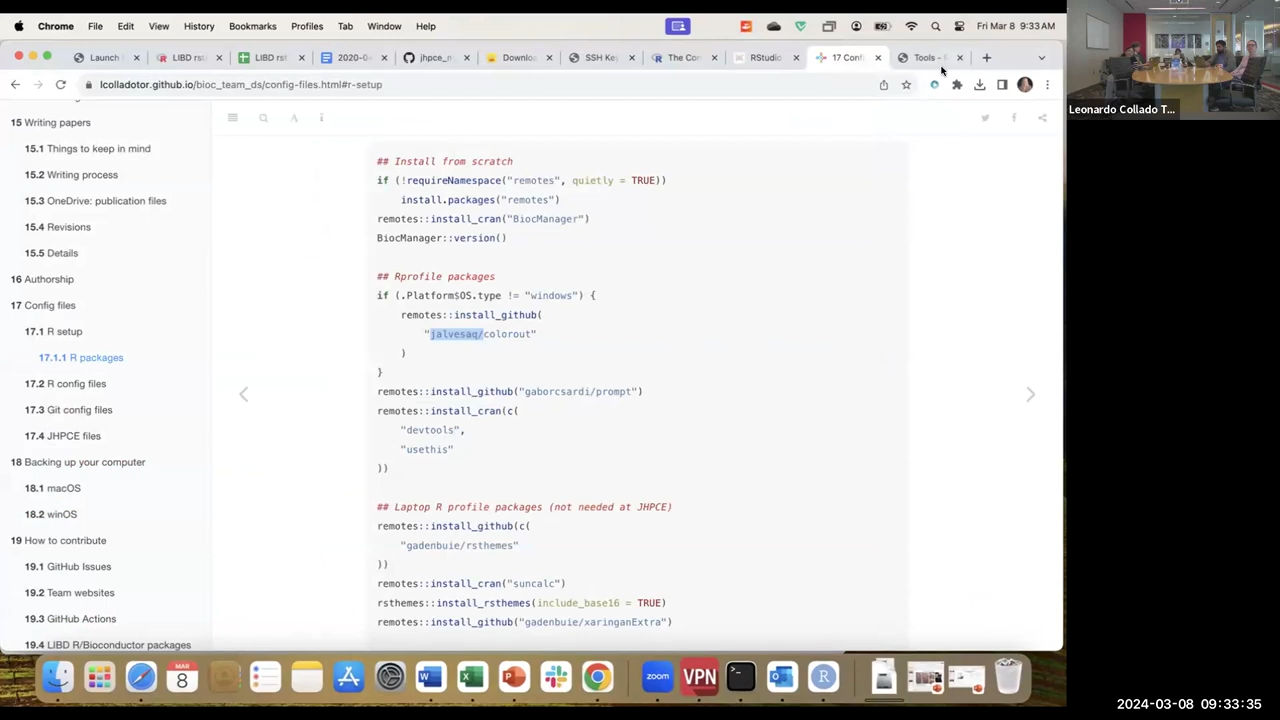 Chrome File Edit View History Bookmarks Profiles Tab Window Help Fri Mar 8 9:33 AM
Launch LIBD rst LIBD rst 2020-0 jhpce_r Downlo SSH Key The Con RStudio 17 Confi Tools -
lcolladotor.github.io/bioc_team_ds/config-files.html#r-setup
Leonardo Collado T...
15 Writing papers
15.1 Things to keep in mind
15.2 Writing process
15.3 OneDrive: publication files
15.4 Revisions
15.5 Details
16 Authorship
17 Config files
17.1 R setup
17.1.1 R packages
17.2 R config files
17.3 Git config files
17.4 JHPCE files
18 Backing up your computer
18.1 macOS
18.2 winOS
19 How to contribute
19.1 GitHub Issues
19.2 Team websites
19.3 GitHub Actions
19.4 LIBD R/Bioconductor packages
## Install from scratch
if (!requireNamespace("remotes", quietly = TRUE))
install.packages("remotes")
remotes::install_cran("BiocManager")
BiocManager::version()
## Rprofile packages
if (.Platform$OS.type != "windows") {
remotes::install_github(
"jalvesaq/colorout"
)
}
remotes::install_github("gaborcsardi/prompt")
remotes::install_cran(c(
"devtools",
"usethis"
))
## Laptop R profile packages (not needed at JHPCE)
remotes::install_github(c(
"gadenbuie/rsthemes"
))
remotes::install_cran("suncalc")
rsthemes::install_rsthemes(include_base16 = TRUE)
remotes::install_github("gadenbuie/xaringanExtra")
MAR
8
zoom
VPN
2024-03-08 09:33:35